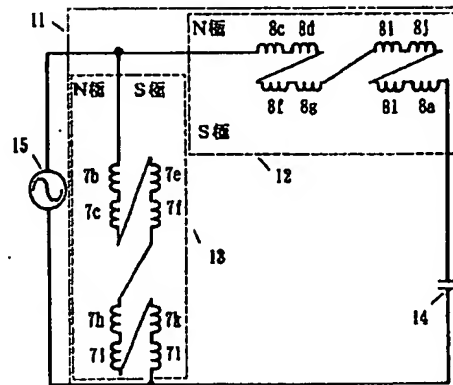 11
N極 8c 8d 8i 8j
8f 8g 8l 8a
S極
12
N極 S極
15
7b 7e
7c 7f
13
7h 7k
7i 7l
14